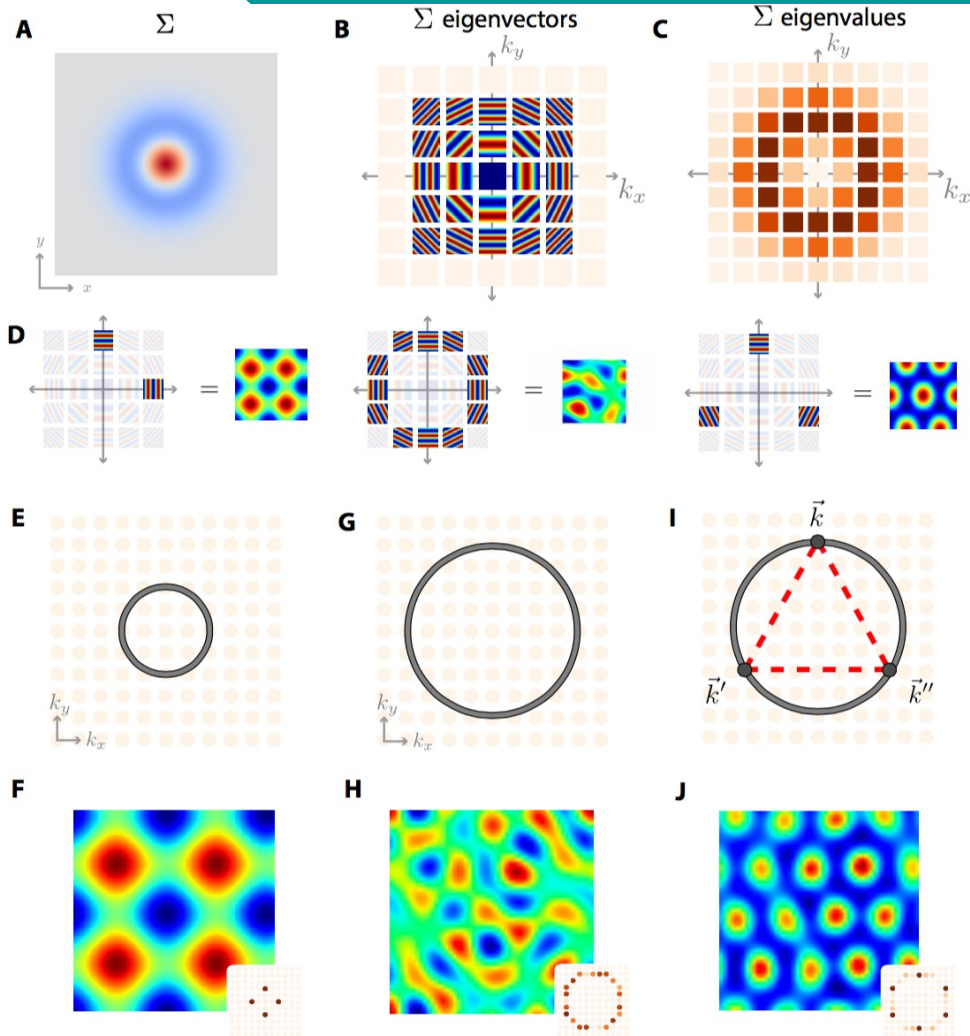 A
Σ
B
Σ eigenvectors
k_y
k_x
C
Σ eigenvalues
k_y
k_x
y
x
D
=
=
=
E
k_y
k_x
G
k_y
k_x
I
k⃗
k⃗′
k⃗′′
F
H
J